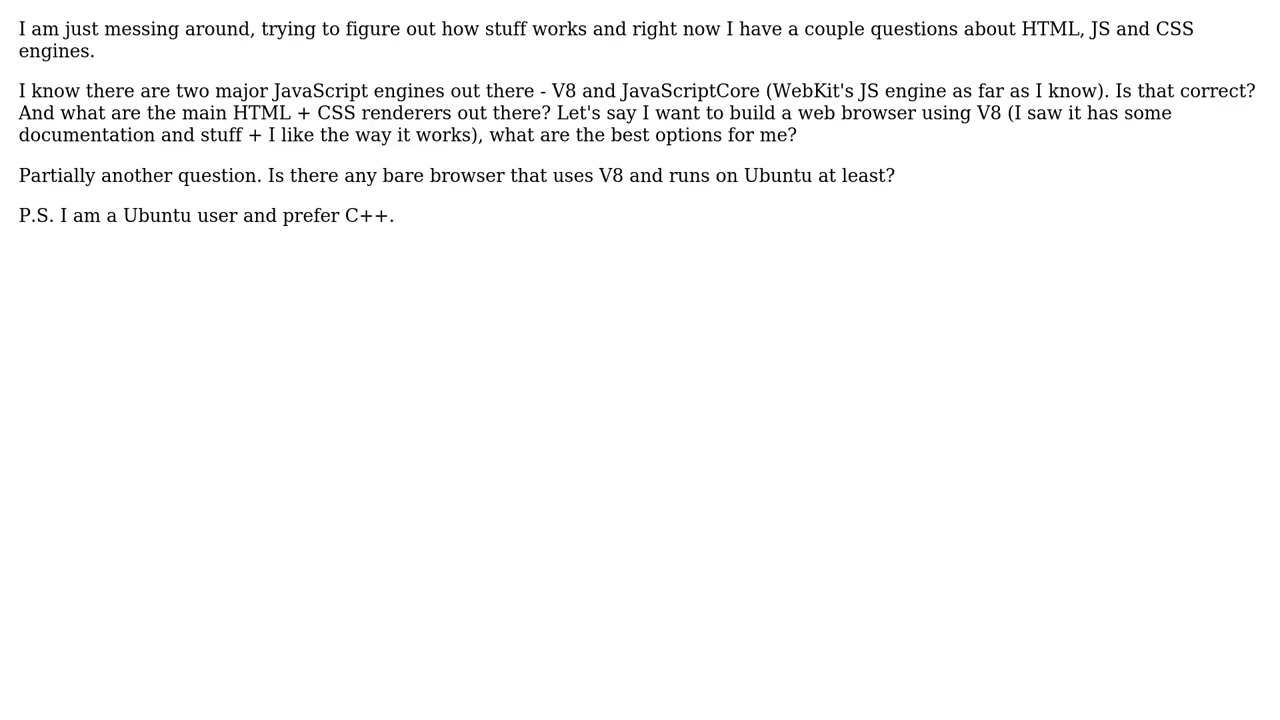 I am just messing around, trying to figure out how stuff works and right now I have a couple questions about HTML, JS and CSS
engines.
I know there are two major JavaScript engines out there - V8 and JavaScriptCore (WebKit's JS engine as far as I know). Is that correct?
And what are the main HTML + CSS renderers out there? Let's say I want to build a web browser using V8 (I saw it has some
documentation and stuff + I like the way it works), what are the best options for me?
Partially another question. Is there any bare browser that uses V8 and runs on Ubuntu at least?
P.S. I am a Ubuntu user and prefer C++.